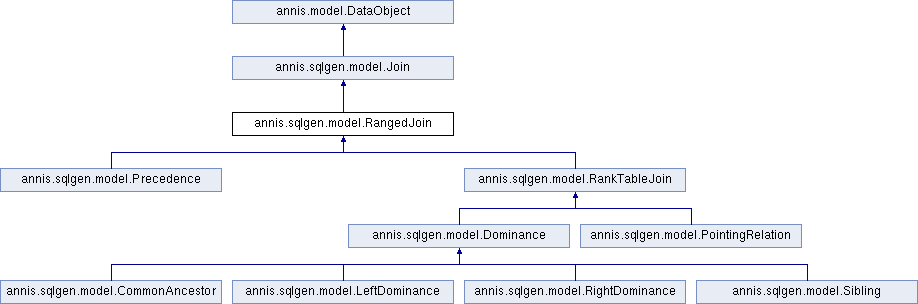 annis.model.DataObject
annis.sqlgen.model.Join
annis.sqlgen.model.RangedJoin
annis.sqlgen.model.Precedence
annis.sqlgen.model.RankTableJoin
annis.sqlgen.model.Dominance
annis.sqlgen.model.PointingRelation
annis.sqlgen.model.CommonAncestor
annis.sqlgen.model.LeftDominance
annis.sqlgen.model.RightDominance
annis.sqlgen.model.Sibling